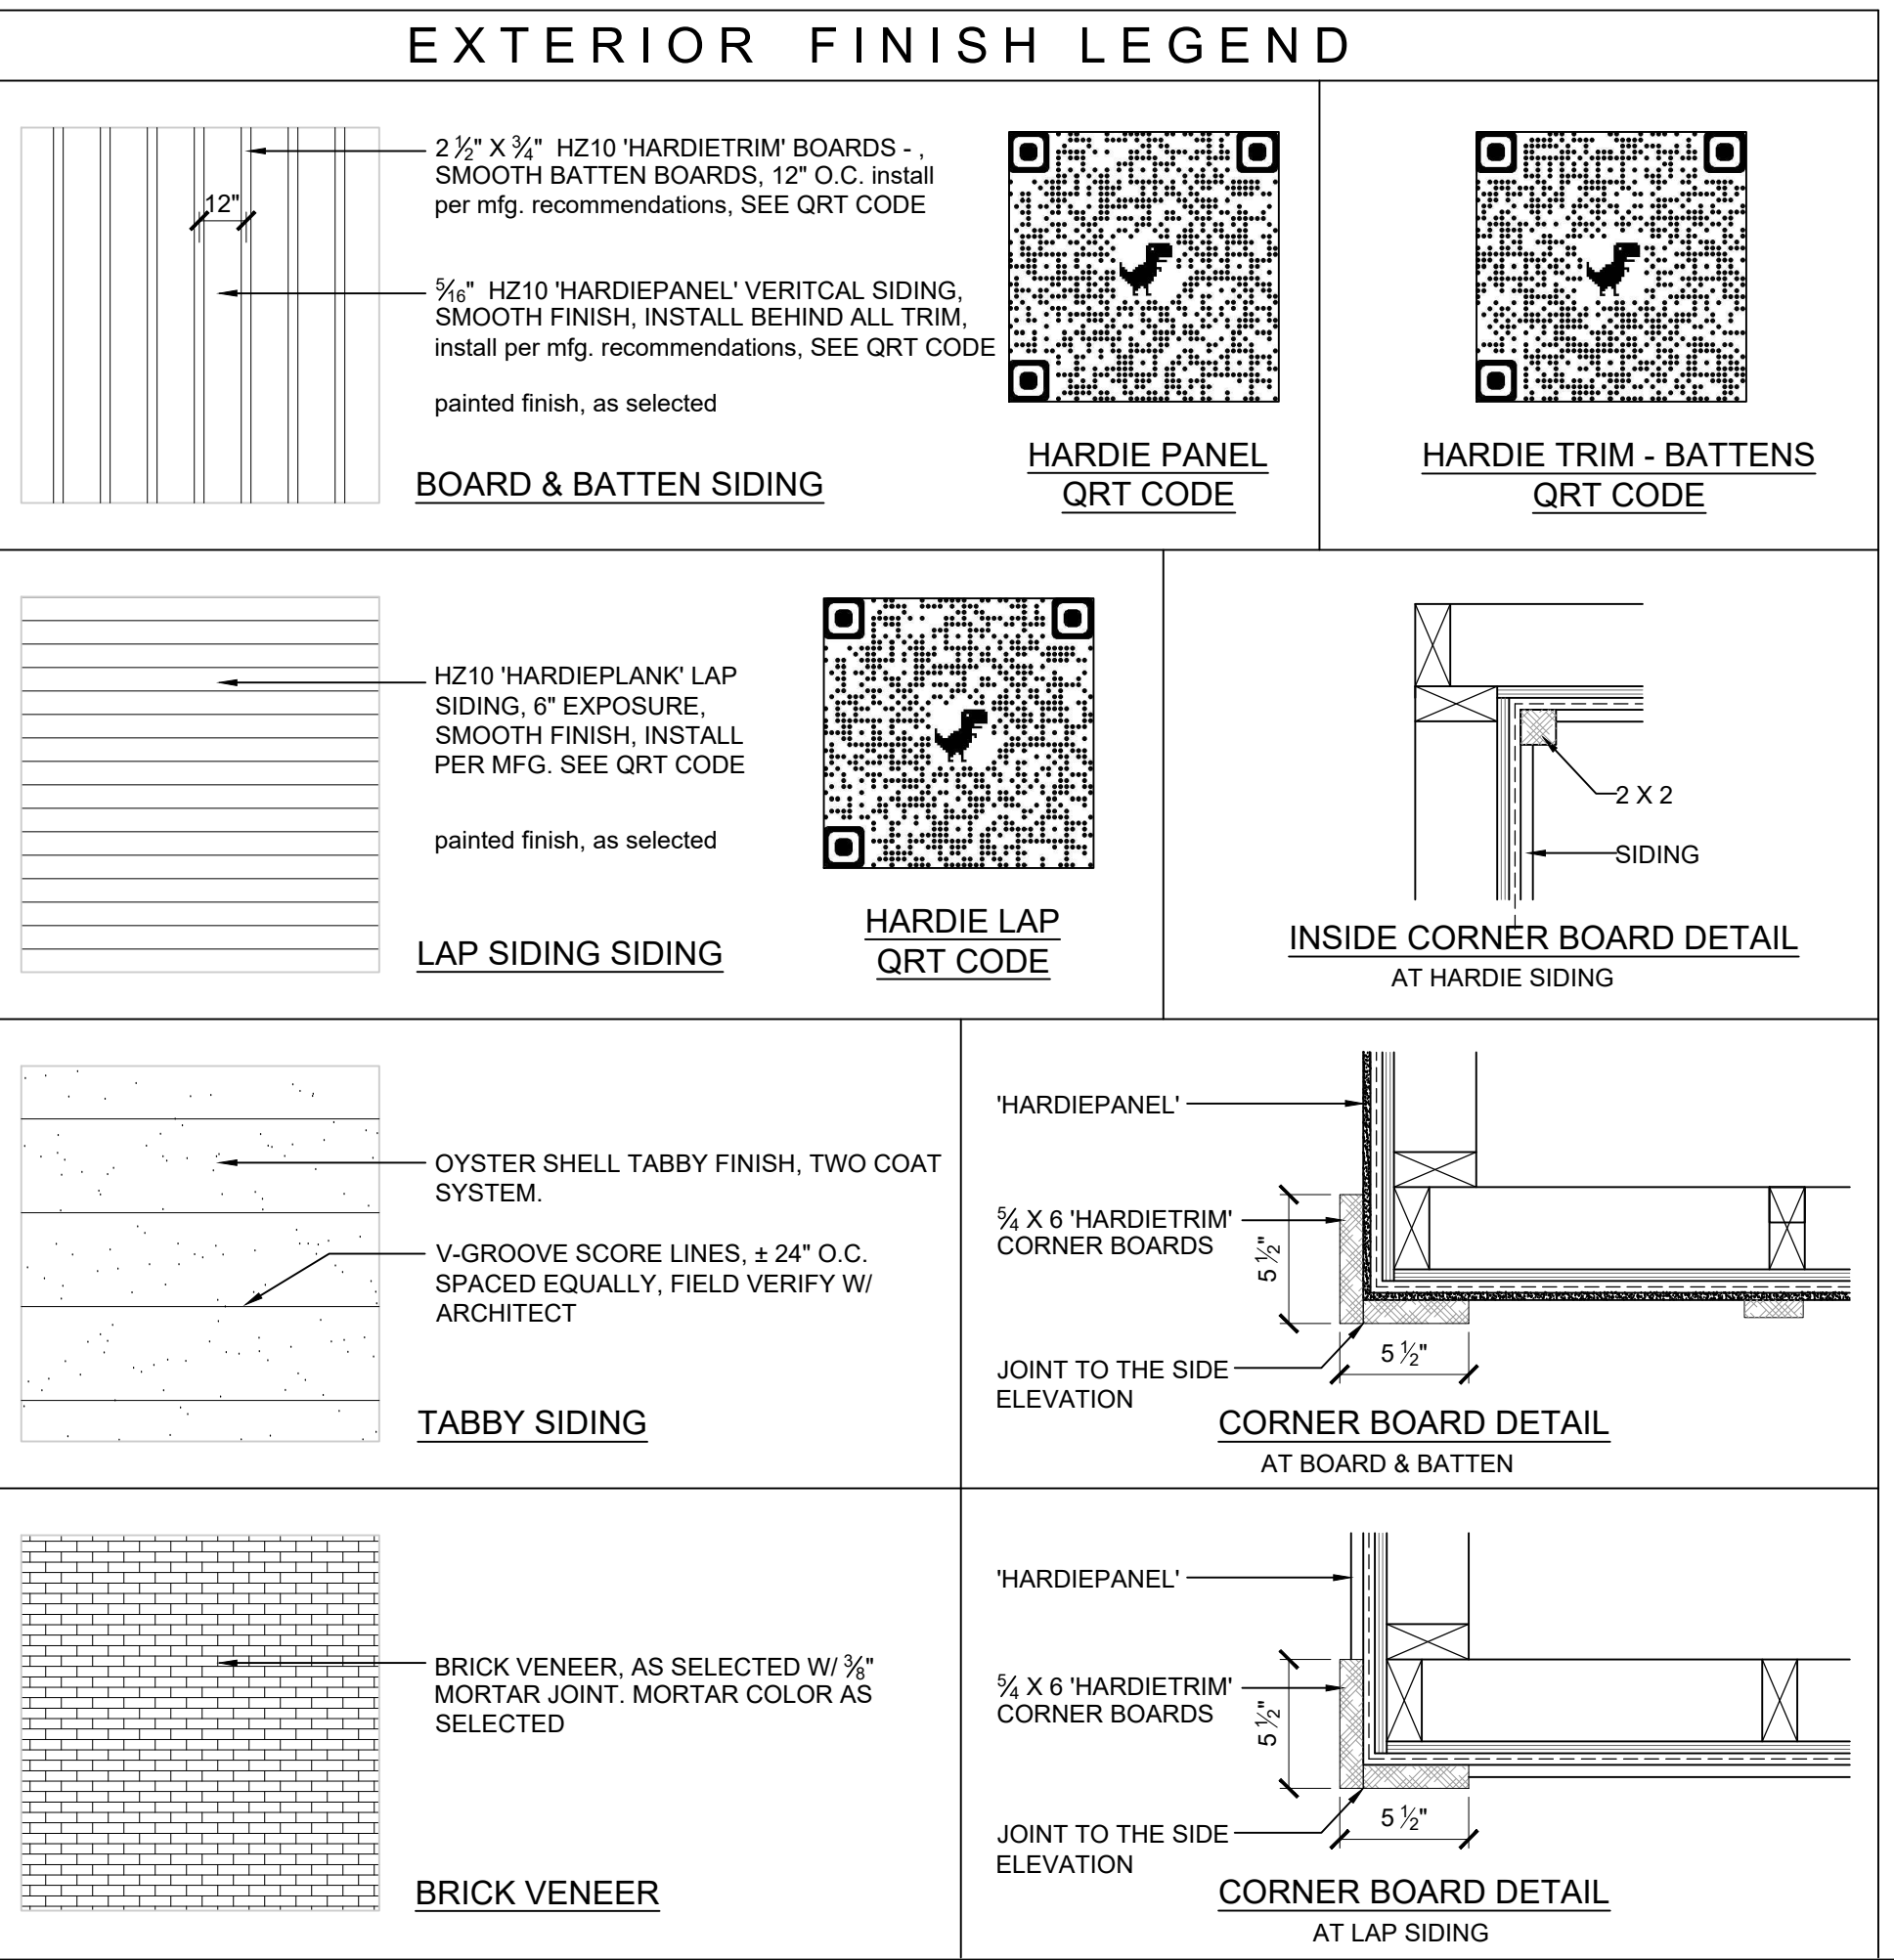 EXTERIOR FINISH LEGEND
2 ½" X ¾" HZ10 'HARDIETRIM' BOARDS - ,
SMOOTH BATTEN BOARDS, 12" O.C. install
per mfg. recommendations, SEE QRT CODE
12"
5⁄16" HZ10 'HARDIEPANEL' VERITCAL SIDING,
SMOOTH FINISH, INSTALL BEHIND ALL TRIM,
install per mfg. recommendations, SEE QRT CODE
painted finish, as selected
BOARD & BATTEN SIDING
HARDIE PANEL
QRT CODE
HARDIE TRIM - BATTENS
QRT CODE
HZ10 'HARDIEPLANK' LAP
SIDING, 6" EXPOSURE,
SMOOTH FINISH, INSTALL
PER MFG. SEE QRT CODE
painted finish, as selected
LAP SIDING SIDING
HARDIE LAP
QRT CODE
2 X 2
SIDING
INSIDE CORNER BOARD DETAIL
AT HARDIE SIDING
OYSTER SHELL TABBY FINISH, TWO COAT
SYSTEM.
V-GROOVE SCORE LINES, ± 24" O.C.
SPACED EQUALLY, FIELD VERIFY W/
ARCHITECT
TABBY SIDING
'HARDIEPANEL'
5⁄4 X 6 'HARDIETRIM'
CORNER BOARDS
5 ½"
5 ½"
JOINT TO THE SIDE
ELEVATION
CORNER BOARD DETAIL
AT BOARD & BATTEN
BRICK VENEER, AS SELECTED W/ ⅜"
MORTAR JOINT. MORTAR COLOR AS
SELECTED
BRICK VENEER
'HARDIEPANEL'
5⁄4 X 6 'HARDIETRIM'
CORNER BOARDS
5 ½"
5 ½"
JOINT TO THE SIDE
ELEVATION
CORNER BOARD DETAIL
AT LAP SIDING